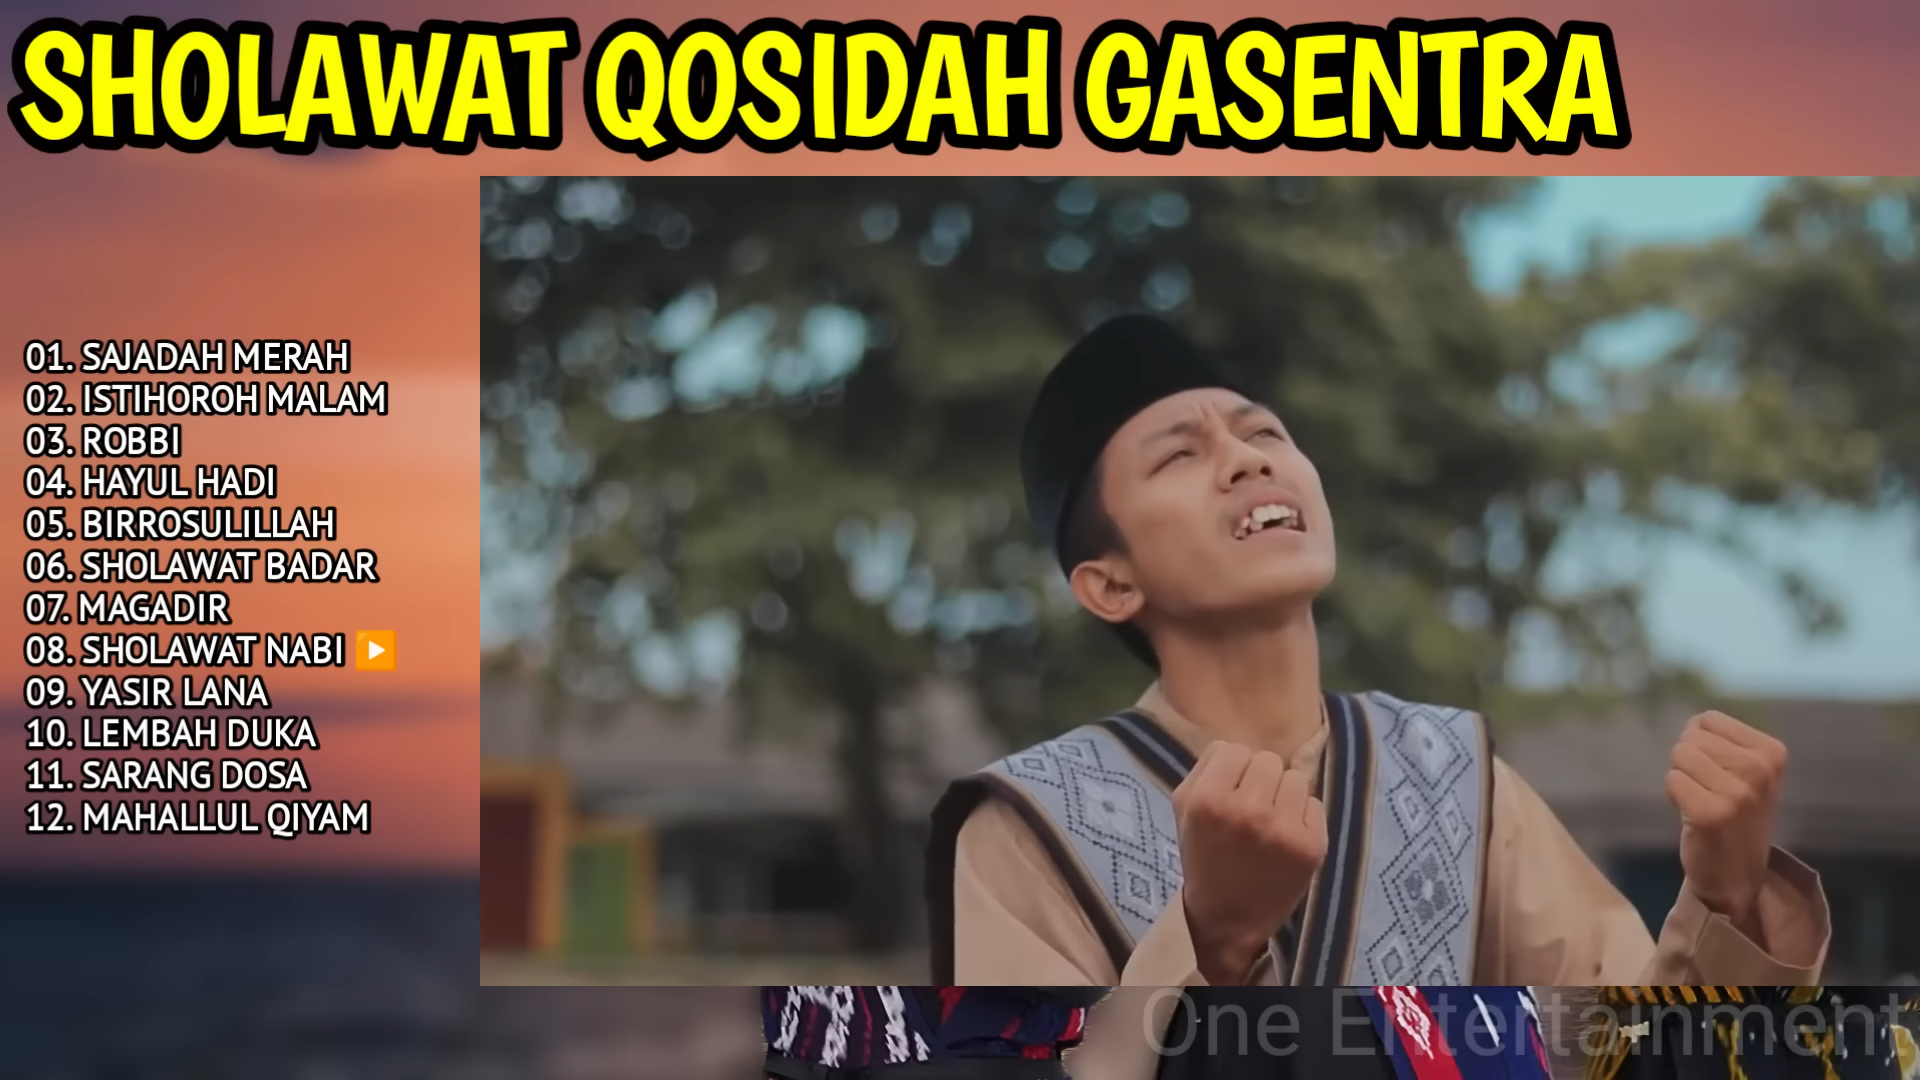 SHOLAWAT QOSIDAH GASENTRA
01. SAJADAH MERAH
02. ISTIHOROH MALAM
03. ROBBI
04. HAYUL HADI
05. BIRROSULILLAH
06. SHOLAWAT BADAR
07. MAGADIR
08. SHOLAWAT NABI ▶️
09. YASIR LANA
10. LEMBAH DUKA
11. SARANG DOSA
12. MAHALLUL QIYAM
One Entertainment